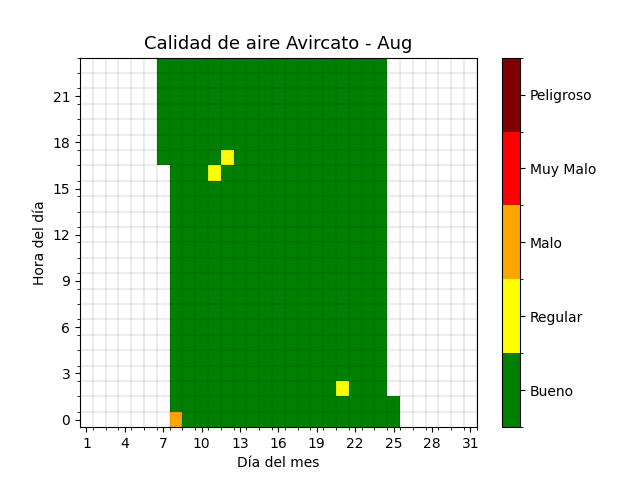 Calidad de aire Avircato - Aug
Hora del día
21
18
15
12
9
6
3
0
1 4 7 10 13 16 19 22 25 28 31
Día del mes
Peligroso
Muy Malo
Malo
Regular
Bueno